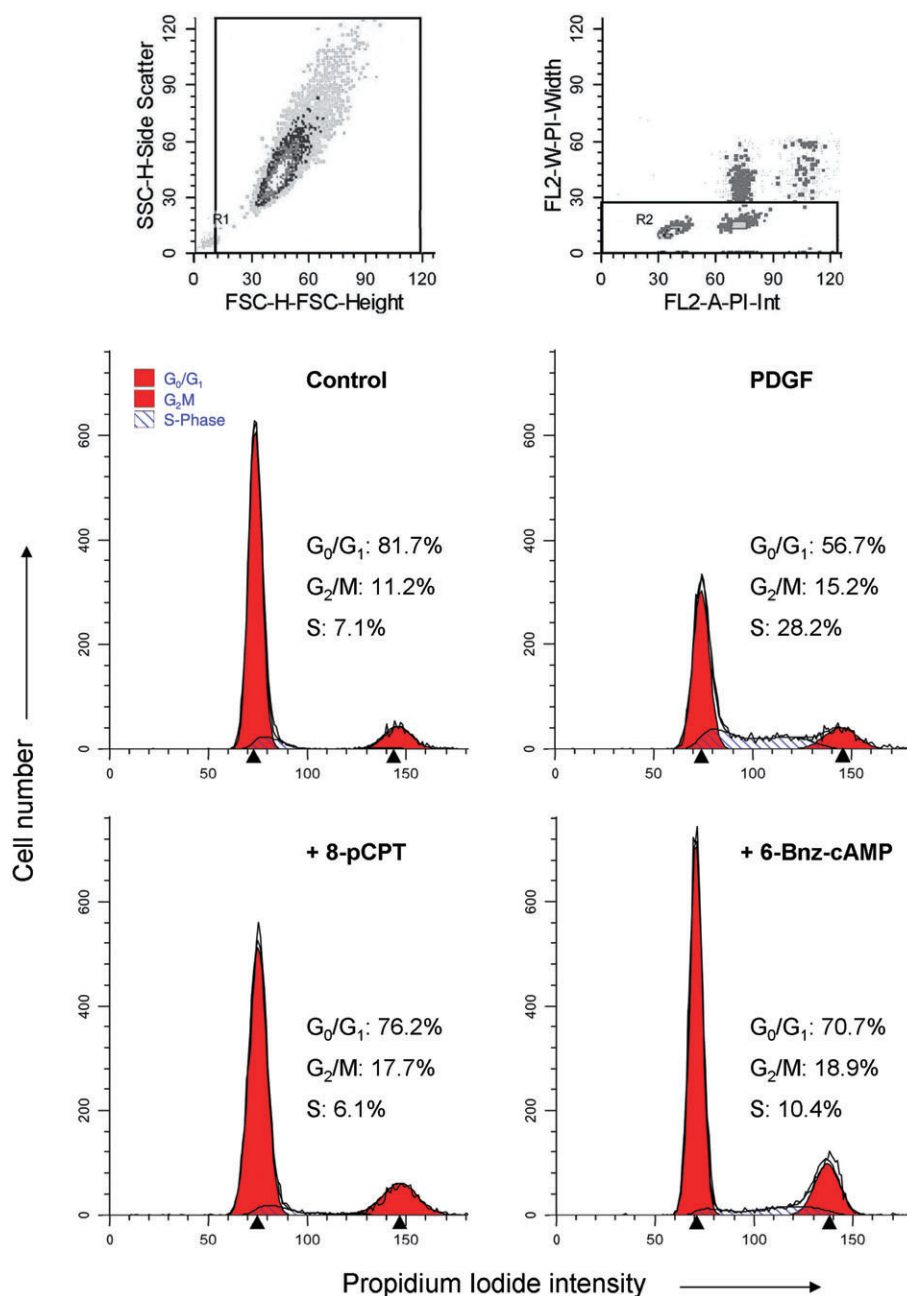 SSC-H-Side Scatter
120
90
60
30
0
R1
0 30 60 90 120
FSC-H-FSC-Height
FL2-W-PI-Width
120
90
60
30
0
R2
0 30 60 90 120
FL2-A-PI-Int
G₀/G₁
G₂M
S-Phase
Control
600
400
200
0
G₀/G₁: 81.7%
G₂/M: 11.2%
S: 7.1%
0 50 100 150
PDGF
600
400
200
0
G₀/G₁: 56.7%
G₂/M: 15.2%
S: 28.2%
0 50 100 150
Cell number
+ 8-pCPT
600
400
200
0
G₀/G₁: 76.2%
G₂/M: 17.7%
S: 6.1%
0 50 100 150
+ 6-Bnz-cAMP
600
400
200
0
G₀/G₁: 70.7%
G₂/M: 18.9%
S: 10.4%
0 50 100 150
Propidium Iodide intensity